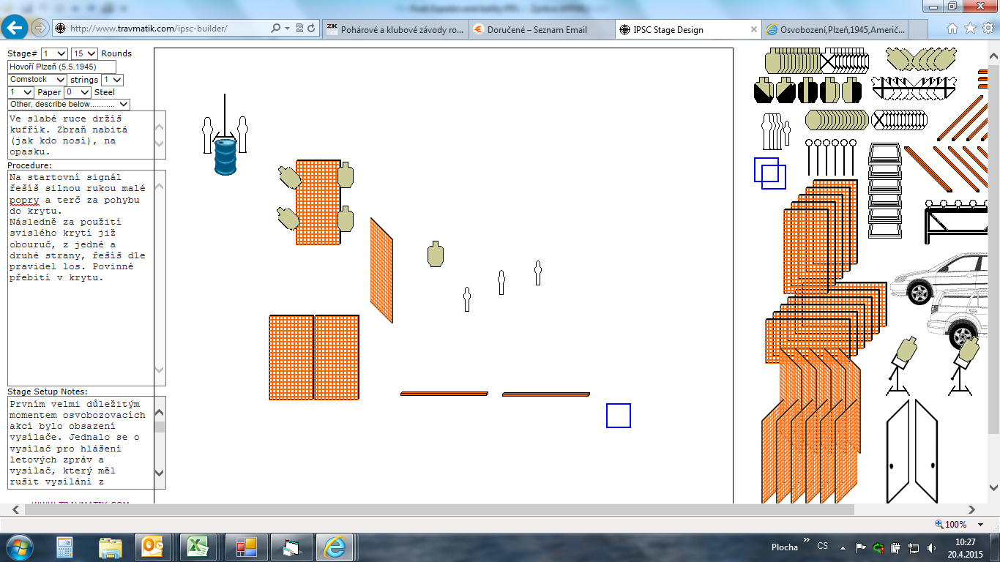 http://www.travmatik.com/ipsc-builder/
Pohárové a klubové závody ro...
Doručené – Seznam Email
IPSC Stage Design
Osvobození,Plzeň,1945,Americ...
Stage# 1 15 Rounds
Hovoří Plzeň (5.5.1945)
Comstock strings 1
1 Paper 0 Steel
Other, describe below...........
Ve slabé ruce držíš
kufřík. Zbraň nabitá
(jak kdo nosí), na
opasku.
Procedure:
Na startovní signál
řešíš silnou rukou malé
popry a terč za pohybu
do krytu.
Následně za použití
svislého krytí již
obouruč, z jedné a
druhé strany, řešíš dle
pravidel los. Povinné
přebití v krytu.
Stage Setup Notes:
Prvním velmi důležitým
momentem osvobozovacích
akcí bylo obsazení
vysílače. Jednalo se o
vysílač pro hlášení
letových zpráv a
vysílač, který měl
rušit vysílání z
WWW.TRAVMATIK.COM
100%
Plocha
CS
10:27
20.4.2015